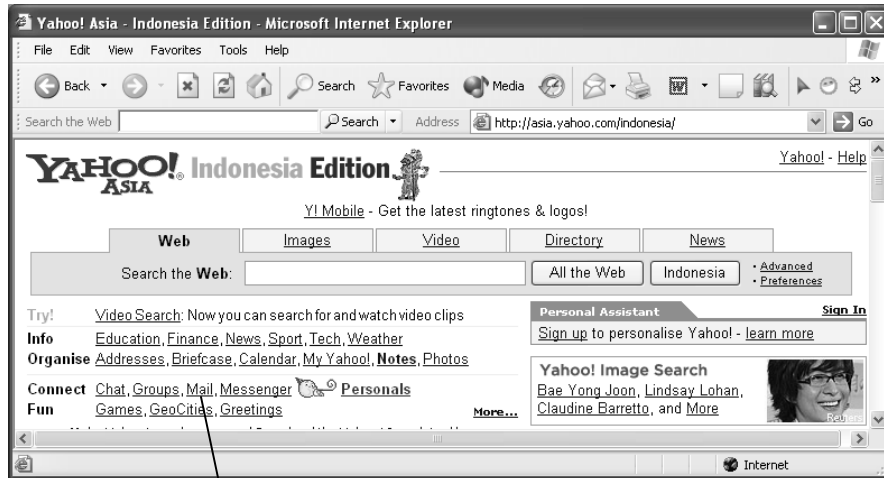 Yahoo! Asia - Indonesia Edition - Microsoft Internet Explorer
File Edit View Favorites Tools Help
Back Search Favorites Media »
Search the Web Search Address http://asia.yahoo.com/indonesia/ Go
YAHOO! ASIA Indonesia Edition
Yahoo! - Help
Y! Mobile - Get the latest ringtones & logos!
Web Images Video Directory News
Search the Web: All the Web Indonesia · Advanced
· Preferences
Try! Video Search: Now you can search for and watch video clips
Info Education, Finance, News, Sport, Tech, Weather
Organise Addresses, Briefcase, Calendar, My Yahoo!, Notes, Photos
Connect Chat, Groups, Mail, Messenger Personals
Fun Games, GeoCities, Greetings More...
Personal Assistant Sign In
Sign up to personalise Yahoo! - learn more
Yahoo! Image Search
Bae Yong Joon, Lindsay Lohan,
Claudine Barretto, and More
Reuters
Internet